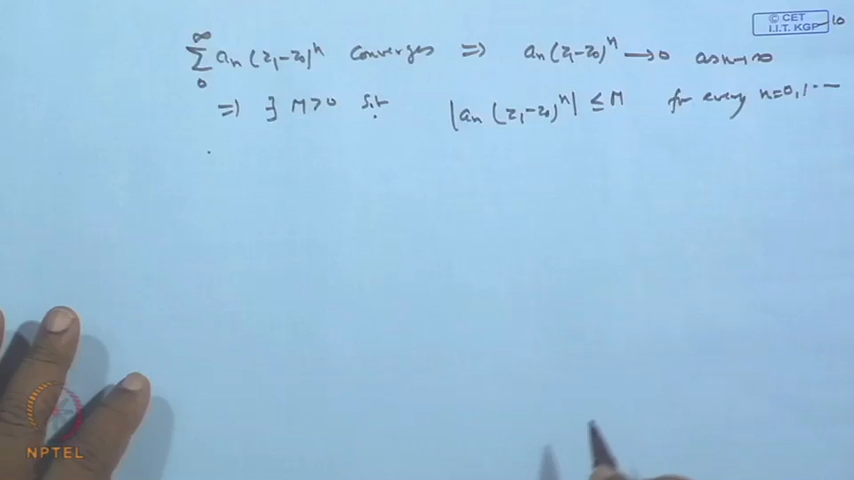 © CET
I.I.T. KGP
10
∞ Σ 0 aₙ(z₁-z₀)ⁿ converges ⇒ aₙ(z₁-z₀)ⁿ → 0 as n→∞
⇒ ∃ M>0 s.t |aₙ(z₁-z₀)ⁿ| ≤ M for every n=0,1---
NPTEL